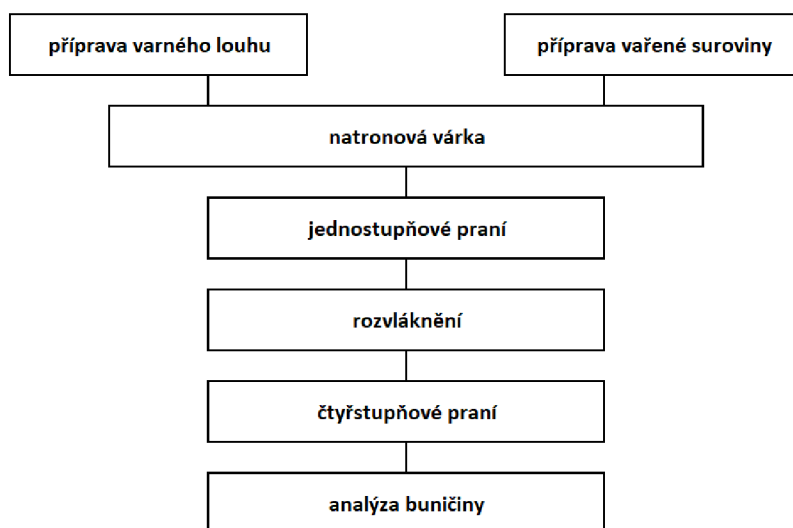 příprava varného louhu
příprava vařené suroviny
natronová várka
jednostupňové praní
rozvláknění
čtyřstupňové praní
analýza buničiny